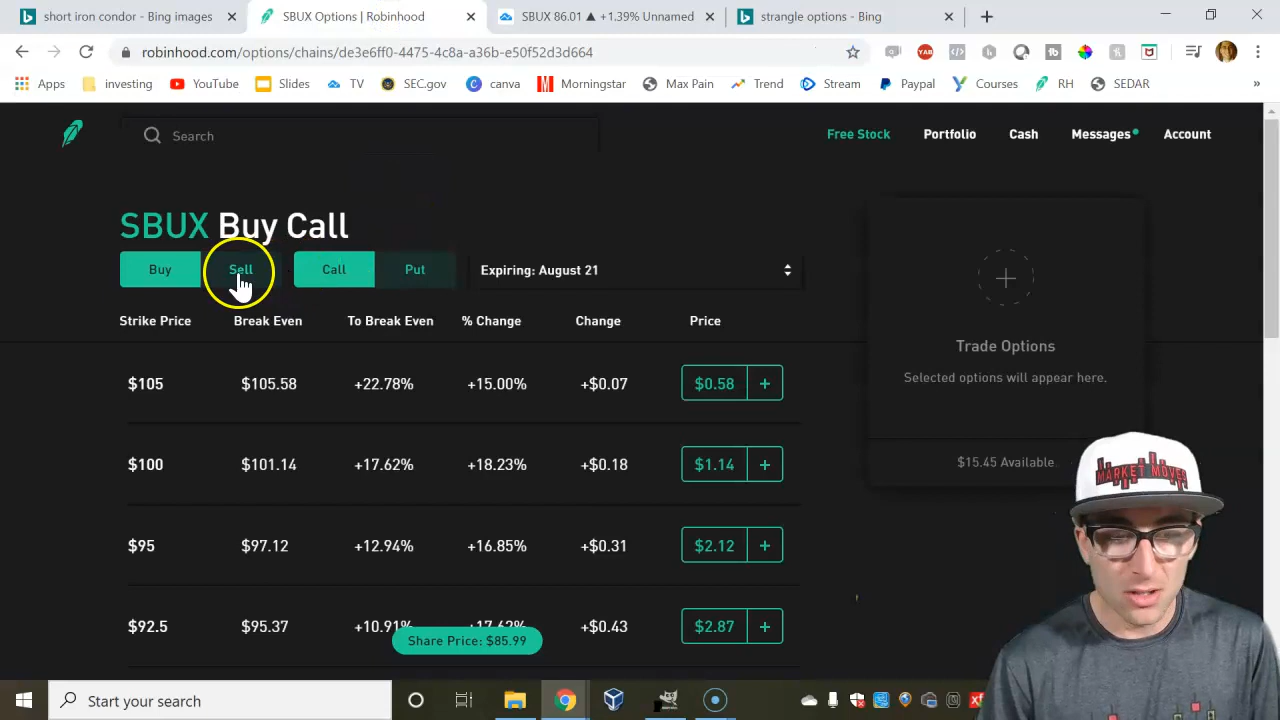 short iron condor - Bing images
SBUX Options | Robinhood
SBUX 86.01 ▲ +1.39% Unnamed
strangle options - Bing
robinhood.com/options/chains/de3e6ff0-4475-4c8a-a36b-e50f52d3d664
Apps
investing
YouTube
Slides
TV
SEC.gov
canva
Morningstar
Max Pain
Trend
Stream
Paypal
Courses
RH
SEDAR
»
Search
Free Stock
Portfolio
Cash
Messages
Account
SBUX Buy Call
Buy
Sell
Call
Put
Expiring: August 21
Strike Price Break Even To Break Even % Change Change Price
$105 $105.58 +22.78% +15.00% +$0.07 $0.58 +
$100 $101.14 +17.62% +18.23% +$0.18 $1.14 +
$95 $97.12 +12.94% +16.85% +$0.31 $2.12 +
$92.5 $95.37 +10.91% +17.62% +$0.43 $2.87 +
Share Price: $85.99
Trade Options
Selected options will appear here.
$15.45 Available
MARKET MOVES
Start your search